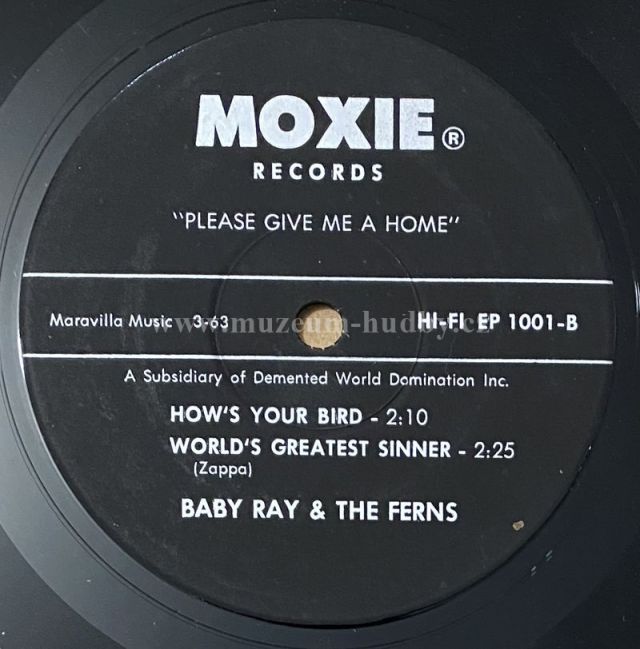 MOXIE®
RECORDS
"PLEASE GIVE ME A HOME"
Maravilla Music 3-63 HI-FI EP 1001-B
www.muzeum-hudby.cz
A Subsidiary of Demented World Domination Inc.
HOW'S YOUR BIRD - 2:10
WORLD'S GREATEST SINNER - 2:25
(Zappa)
BABY RAY & THE FERNS